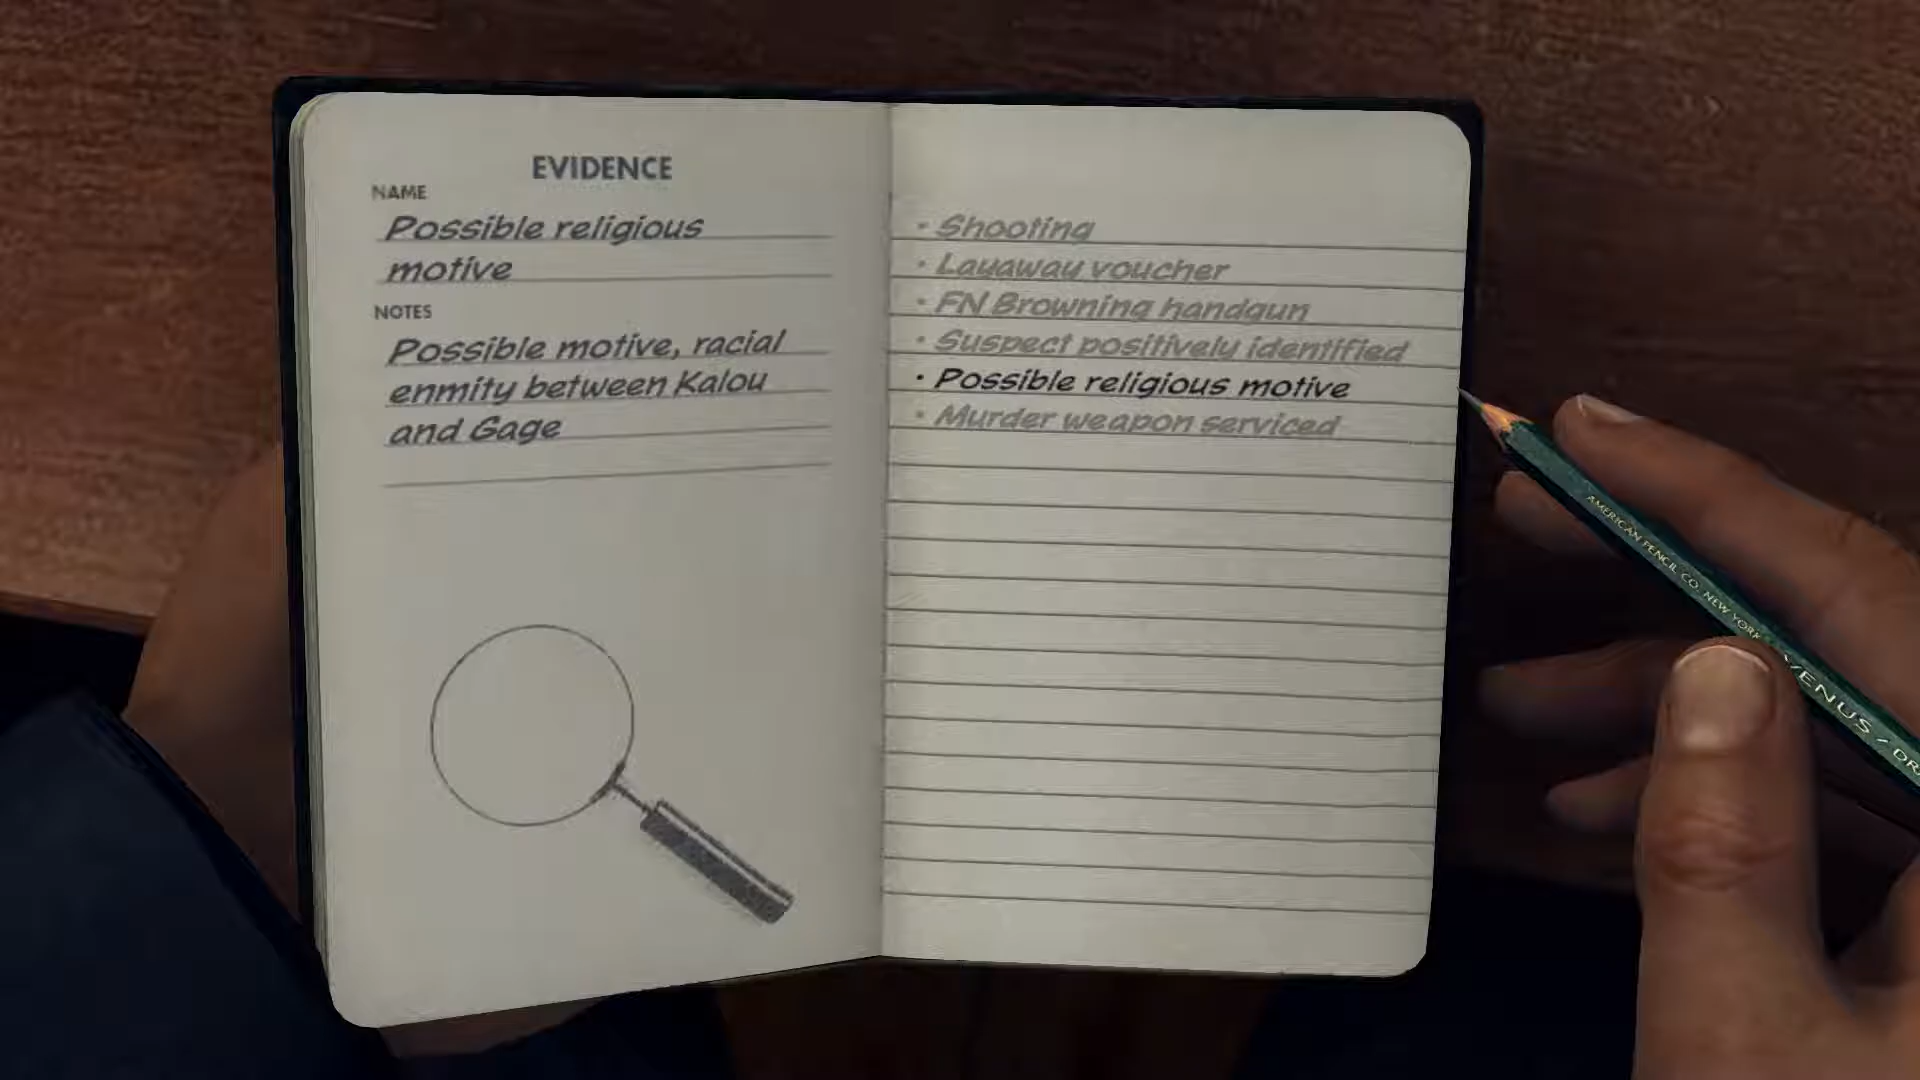 EVIDENCE
NAME
Possible religious
motive
NOTES
Possible motive, racial
enmity between Kalou
and Gage
• Shooting
• Layaway voucher
• FN Browning handgun
• Suspect positively identified
• Possible religious motive
• Murder weapon serviced
AMERICAN PENCIL CO. NEW YORK
VENUS / DR